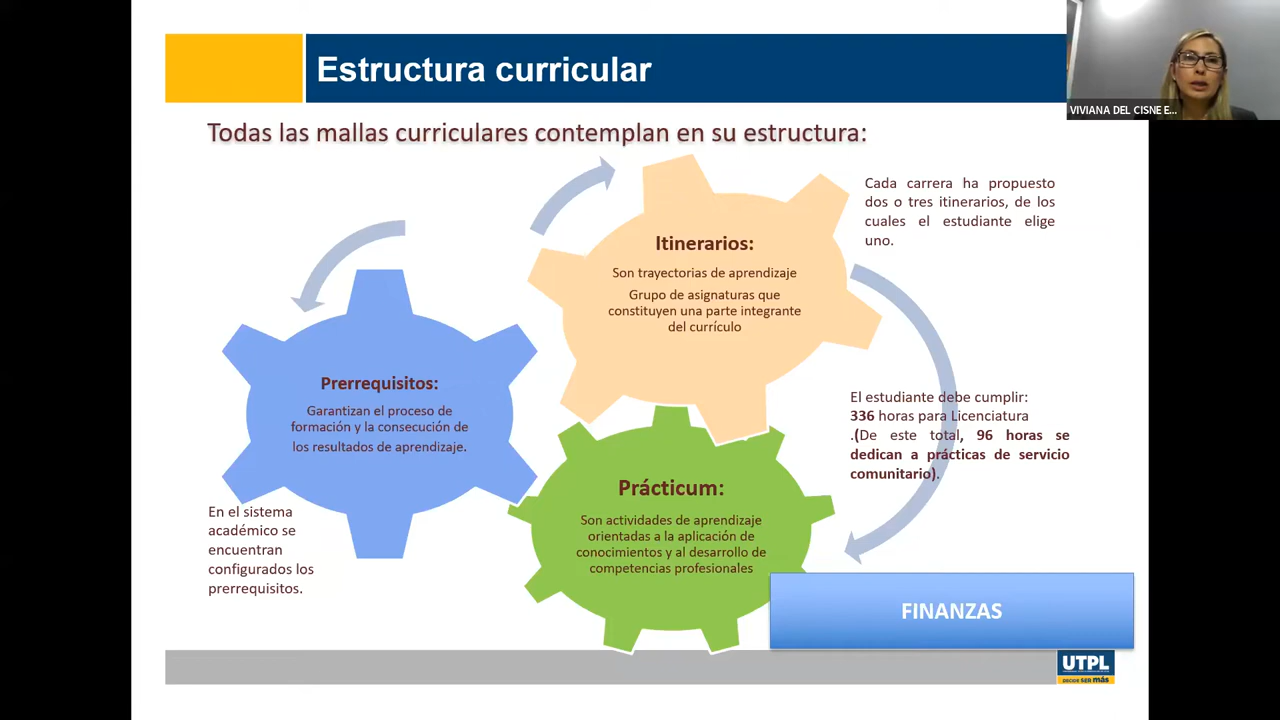 Estructura curricular
VIVIANA DEL CISNE E...
Todas las mallas curriculares contemplan en su estructura:
Cada carrera ha propuesto
dos o tres itinerarios, de los
cuales el estudiante elige
uno.
Itinerarios:
Son trayectorias de aprendizaje
Grupo de asignaturas que
constituyen una parte integrante
del currículo
Prerrequisitos:
Garantizan el proceso de
formación y la consecución de
los resultados de aprendizaje.
El estudiante debe cumplir:
336 horas para Licenciatura
.(De este total, 96 horas se
dedican a prácticas de servicio
comunitario).
Prácticum:
Son actividades de aprendizaje
orientadas a la aplicación de
conocimientos y al desarrollo de
competencias profesionales
En el sistema
académico se
encuentran
configurados los
prerrequisitos.
FINANZAS
UTPL
DECIDE SER más